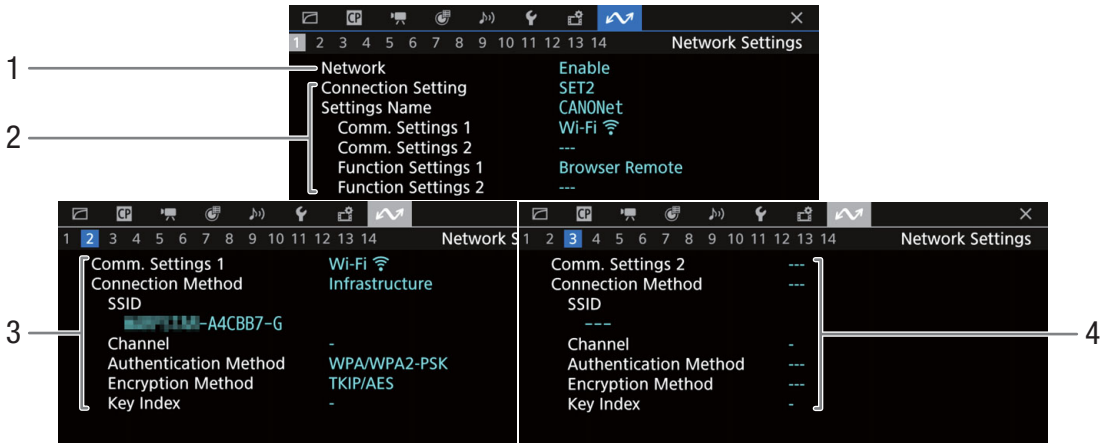 CP
1 2 3 4 5 6 7 8 9 10 11 12 13 14 Network Settings
1
Network Enable
Connection Setting SET2
Settings Name CANONet
2
Comm. Settings 1 Wi-Fi
Comm. Settings 2 ---
Function Settings 1 Browser Remote
Function Settings 2 ---
CP
1 2 3 4 5 6 7 8 9 10 11 12 13 14 Network S
Comm. Settings 1 Wi-Fi
Connection Method Infrastructure
SSID
-A4CBB7-G
3
Channel -
Authentication Method WPA/WPA2-PSK
Encryption Method TKIP/AES
Key Index -
CP
1 2 3 4 5 6 7 8 9 10 11 12 13 14 Network Settings
Comm. Settings 2 ---
Connection Method ---
SSID
---
4
Channel -
Authentication Method ---
Encryption Method ---
Key Index -